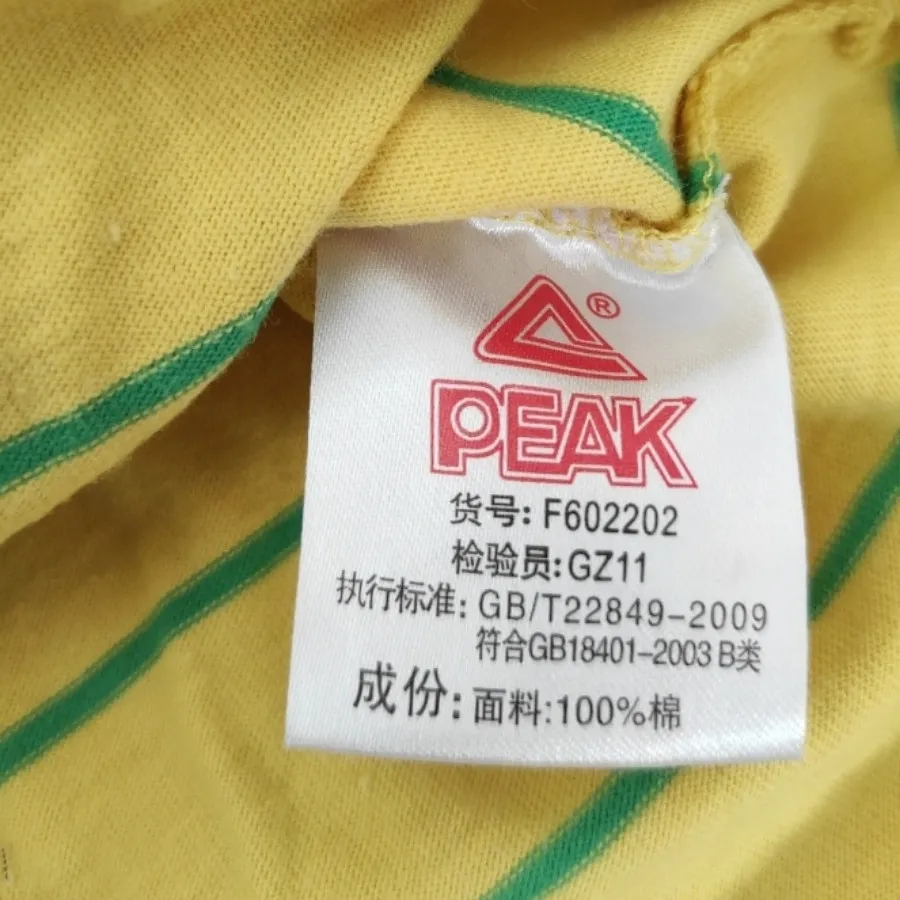 ®
PEAK
货号: F602202
检验员: GZ11
执行标准: GB/T22849-2009
符合GB18401-2003 B类
成份: 面料:100%棉